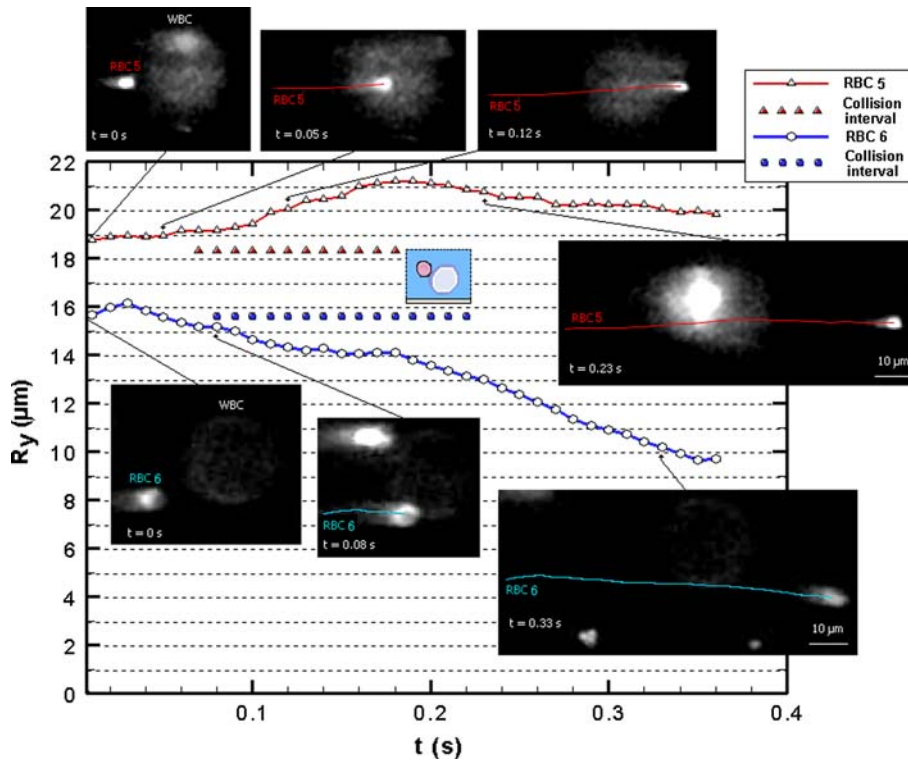 WBC
RBC 5
t = 0 s
RBC 5
t = 0.05 s
RBC 5
t = 0.12 s
RBC 5
Collision interval
RBC 6
Collision interval
RBC 5
t = 0.23 s
10 µm
WBC
RBC 6
t = 0 s
RBC 6
t = 0.08 s
RBC 6
t = 0.33 s
10 µm
Ry (µm)
22
20
18
16
14
12
10
8
6
4
2
0
0.1
0.2
0.3
0.4
t (s)